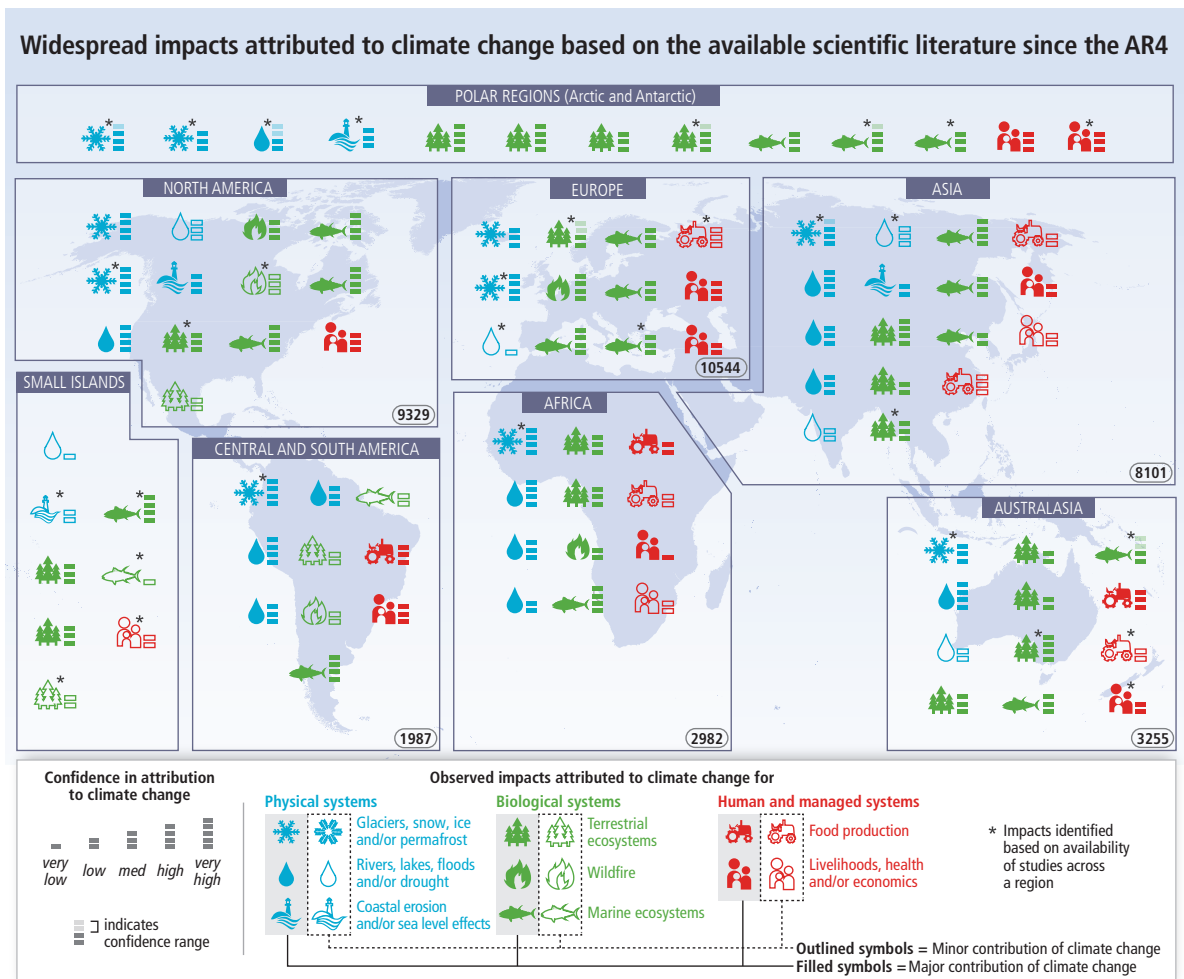 Widespread impacts attributed to climate change based on the available scientific literature since the AR4
POLAR REGIONS (Arctic and Antarctic)
NORTH AMERICA
EUROPE
ASIA
10544
SMALL ISLANDS
9329
AFRICA
CENTRAL AND SOUTH AMERICA
8101
AUSTRALASIA
1987
2982
3255
Confidence in attribution
to climate change
very
low
low
med
high
very
high
indicates
confidence range
Observed impacts attributed to climate change for
Physical systems
Glaciers, snow, ice
and/or permafrost
Rivers, lakes, floods
and/or drought
Coastal erosion
and/or sea level effects
Biological systems
Terrestrial
ecosystems
Wildfire
Marine ecosystems
Human and managed systems
Food production
Livelihoods, health
and/or economics
* Impacts identified
based on availability
of studies across
a region
Outlined symbols = Minor contribution of climate change
Filled symbols = Major contribution of climate change